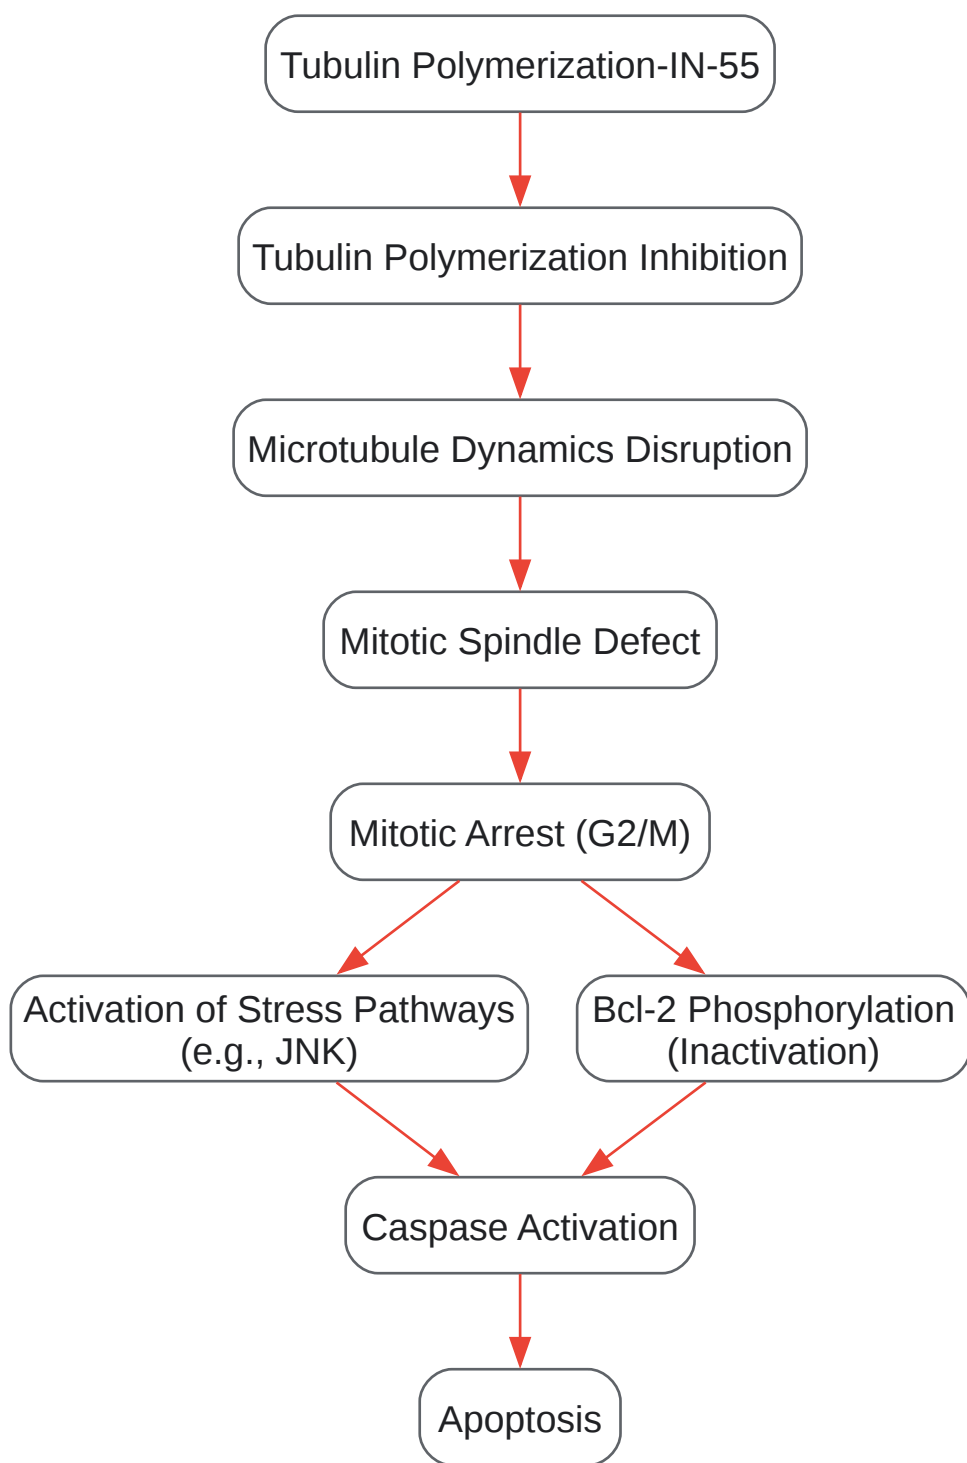 Tubulin Polymerization-IN-55
Tubulin Polymerization Inhibition
Microtubule Dynamics Disruption
Mitotic Spindle Defect
Mitotic Arrest (G2/M)
Activation of Stress Pathways
(e.g., JNK)
Bcl-2 Phosphorylation
(Inactivation)
Caspase Activation
Apoptosis